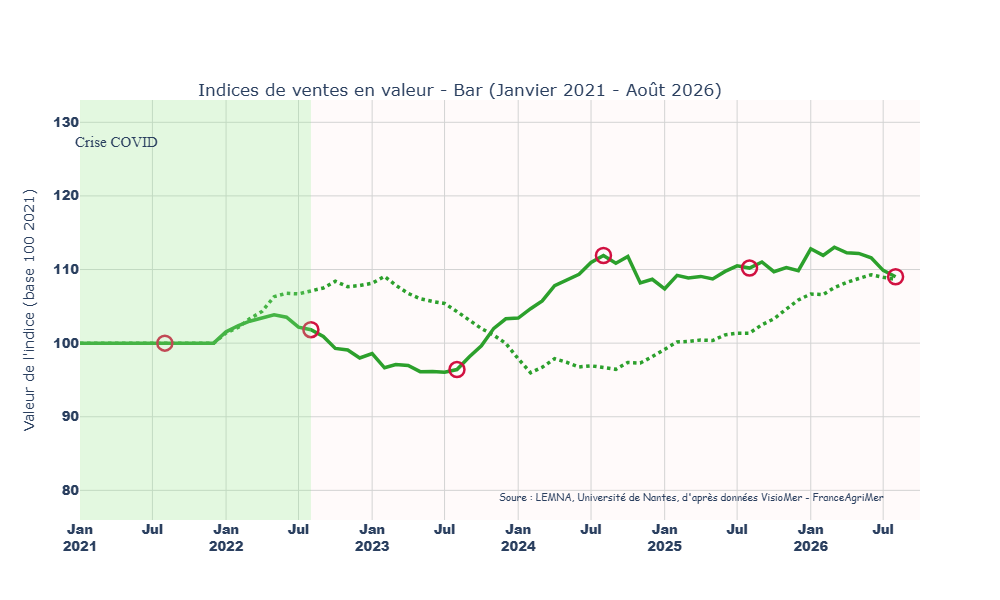 Indices de ventes en valeur - Bar (Janvier 2021 - Août 2026)
130
Crise COVID
120
110
100
90
80
Valeur de l'indice (base 100 2021)
Soure : LEMNA, Université de Nantes, d'après données VisioMer - FranceAgriMer
Jan Jul Jan Jul Jan Jul Jan Jul Jan Jul Jan Jul
2021 2022 2023 2024 2025 2026